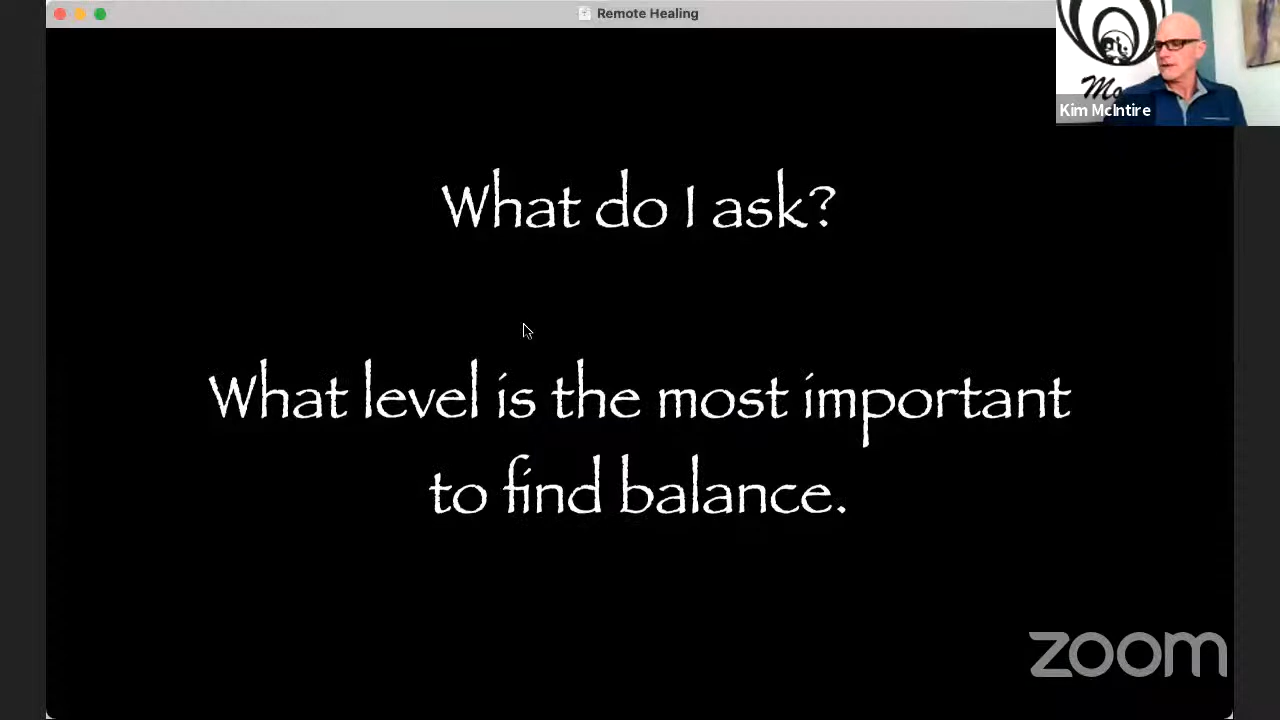 Remote Healing
Kim McIntire
What do I ask?
What level is the most important
to find balance.
zoom